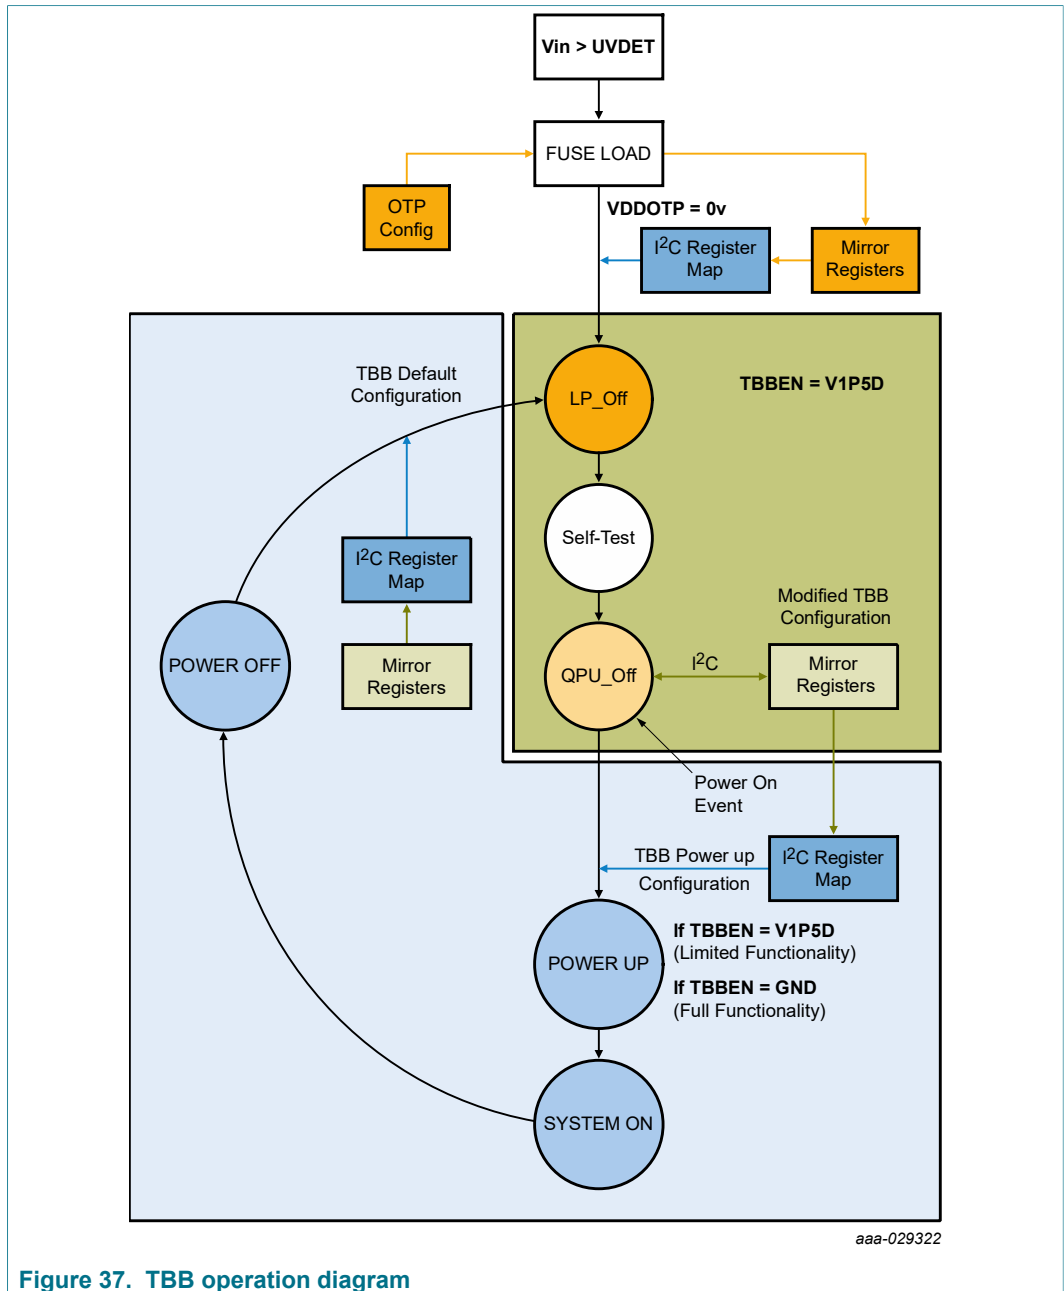 Vin > UVDET
FUSE LOAD
OTP
Config
VDDOTP = 0v
I2C Register
Map
Mirror
Registers
TBB Default
Configuration
LP_Off
TBBEN = V1P5D
Self-Test
I2C Register
Map
Modified TBB
Configuration
POWER OFF
Mirror
Registers
QPU_Off
I2C
Mirror
Registers
Power On
Event
TBB Power up
Configuration
I2C Register
Map
POWER UP
If TBBEN = V1P5D
(Limited Functionality)
If TBBEN = GND
(Full Functionality)
SYSTEM ON
aaa-029322
Figure 37. TBB operation diagram